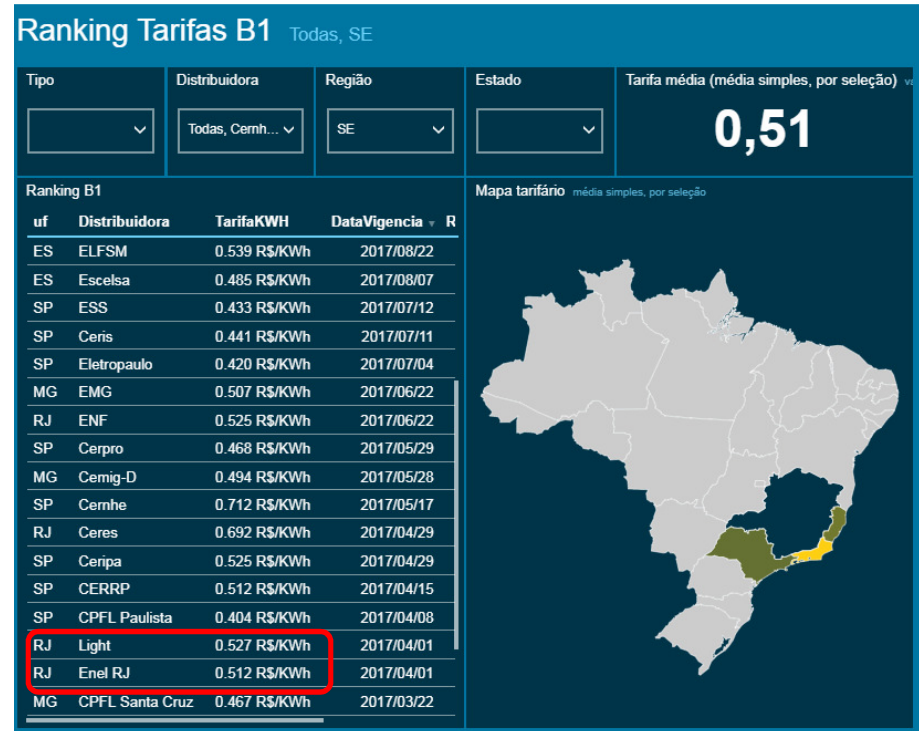 Ranking Tarifas B1 Todas, SE
Tipo Distribuidora Região Estado Tarifa média (média simples, por seleção) va
Todas, Cernh... SE 0,51
Ranking B1 Mapa tarifário média simples, por seleção
uf Distribuidora TarifaKWH DataVigencia R
ES ELFSM 0.539 R$/KWh 2017/08/22
ES Escelsa 0.485 R$/KWh 2017/08/07
SP ESS 0.433 R$/KWh 2017/07/12
SP Ceris 0.441 R$/KWh 2017/07/11
SP Eletropaulo 0.420 R$/KWh 2017/07/04
MG EMG 0.507 R$/KWh 2017/06/22
RJ ENF 0.525 R$/KWh 2017/06/22
SP Cerpro 0.468 R$/KWh 2017/05/29
MG Cemig-D 0.494 R$/KWh 2017/05/28
SP Cernhe 0.712 R$/KWh 2017/05/17
RJ Ceres 0.692 R$/KWh 2017/04/29
SP Ceripa 0.525 R$/KWh 2017/04/29
SP CERRP 0.512 R$/KWh 2017/04/15
SP CPFL Paulista 0.404 R$/KWh 2017/04/08
RJ Light 0.527 R$/KWh 2017/04/01
RJ Enel RJ 0.512 R$/KWh 2017/04/01
MG CPFL Santa Cruz 0.467 R$/KWh 2017/03/22